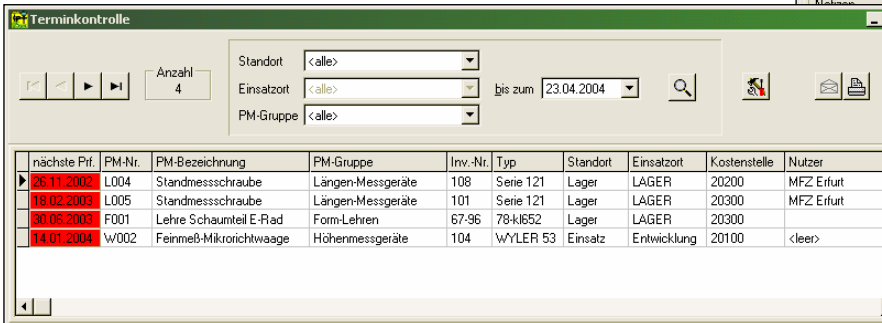 Terminkontrolle
Anzahl
4
Standort <alle>
Einsatzort <alle>
PM-Gruppe <alle>
bis zum 23.04.2004
nächste Prf. PM-Nr. PM-Bezeichnung PM-Gruppe Inv.-Nr. Typ Standort Einsatzort Kostenstelle Nutzer
26.11.2002 L004 Standmessschraube Längen-Messgeräte 108 Serie 121 Lager LAGER 20200 MFZ Erfurt
18.02.2003 L005 Standmessschraube Längen-Messgeräte 101 Serie 121 Lager LAGER 20300 MFZ Erfurt
30.06.2003 F001 Lehre Schaumteil E-Rad Form-Lehren 67-96 78-kl652 Lager LAGER 20300
14.01.2004 W002 Feinmeß-Mikrorichtwaage Höhenmessgeräte 104 WYLER 53 Einsatz Entwicklung 20100 <leer>